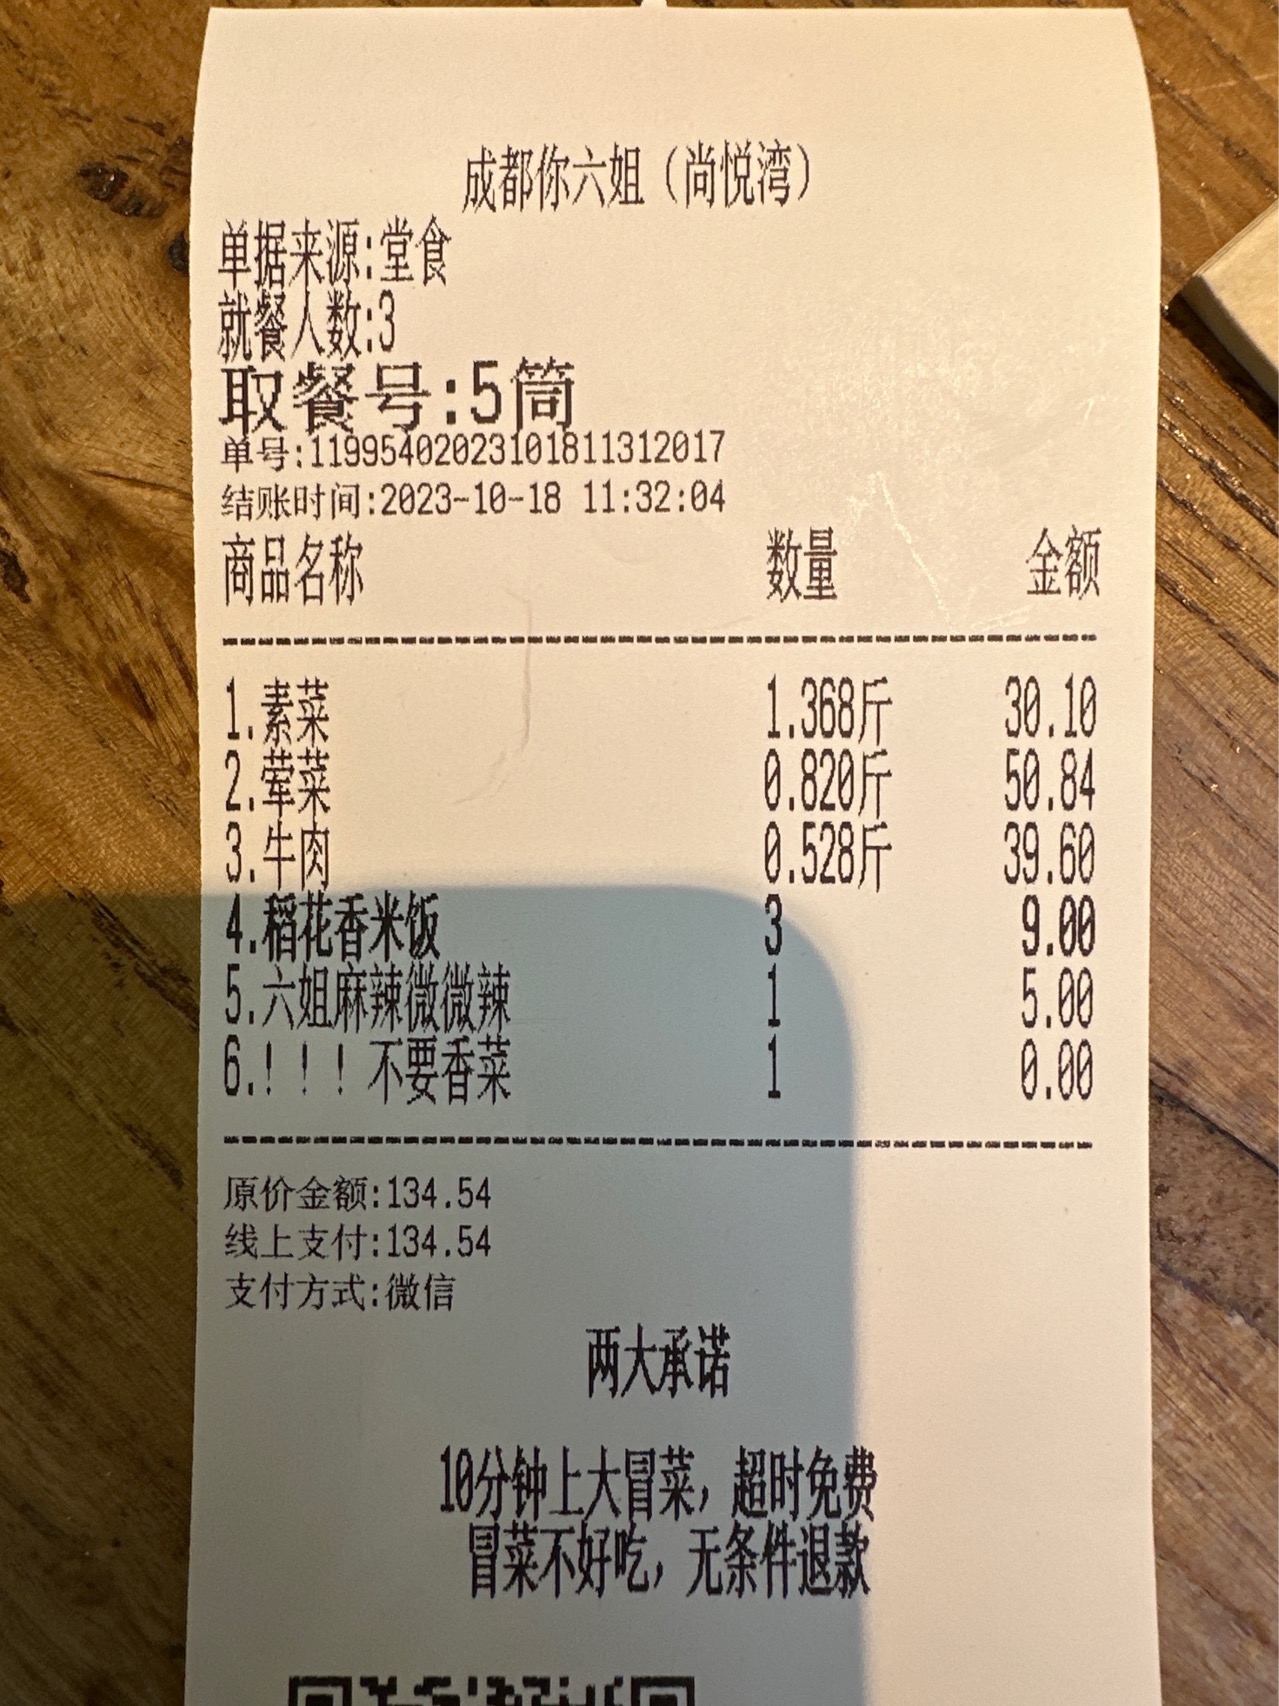 成都你六姐（尚悦湾）
单据来源:堂食
就餐人数:3
取餐号:5筒
单号:11995402023101811312017
结账时间:2023-10-18 11:32:04
商品名称 数量 金额
1.素菜 1.368斤 30.10
2.荤菜 0.820斤 50.84
3.牛肉 0.528斤 39.60
4.稻花香米饭 3 9.00
5.六姐麻辣微微辣 1 5.00
6.！！！不要香菜 1 0.00
原价金额:134.54
线上支付:134.54
支付方式:微信
两大承诺
10分钟上大冒菜，超时免费
冒菜不好吃，无条件退款